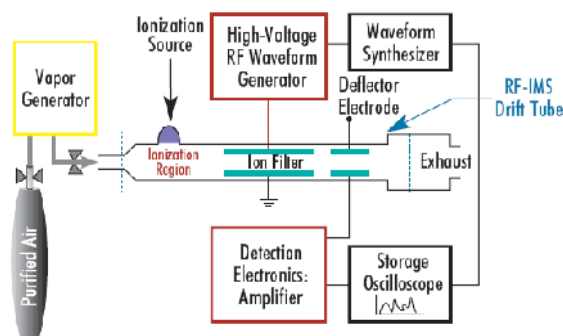 Ionization
Source
High-Voltage
RF Waveform
Generator
Waveform
Synthesizer
Vapor
Generator
Deflector
Electrode
RF-IMS
Drift Tube
Ionization
Region
Ion Filter
Exhaust
Purified Air
Detection
Electronics:
Amplifier
Storage
Oscilloscope